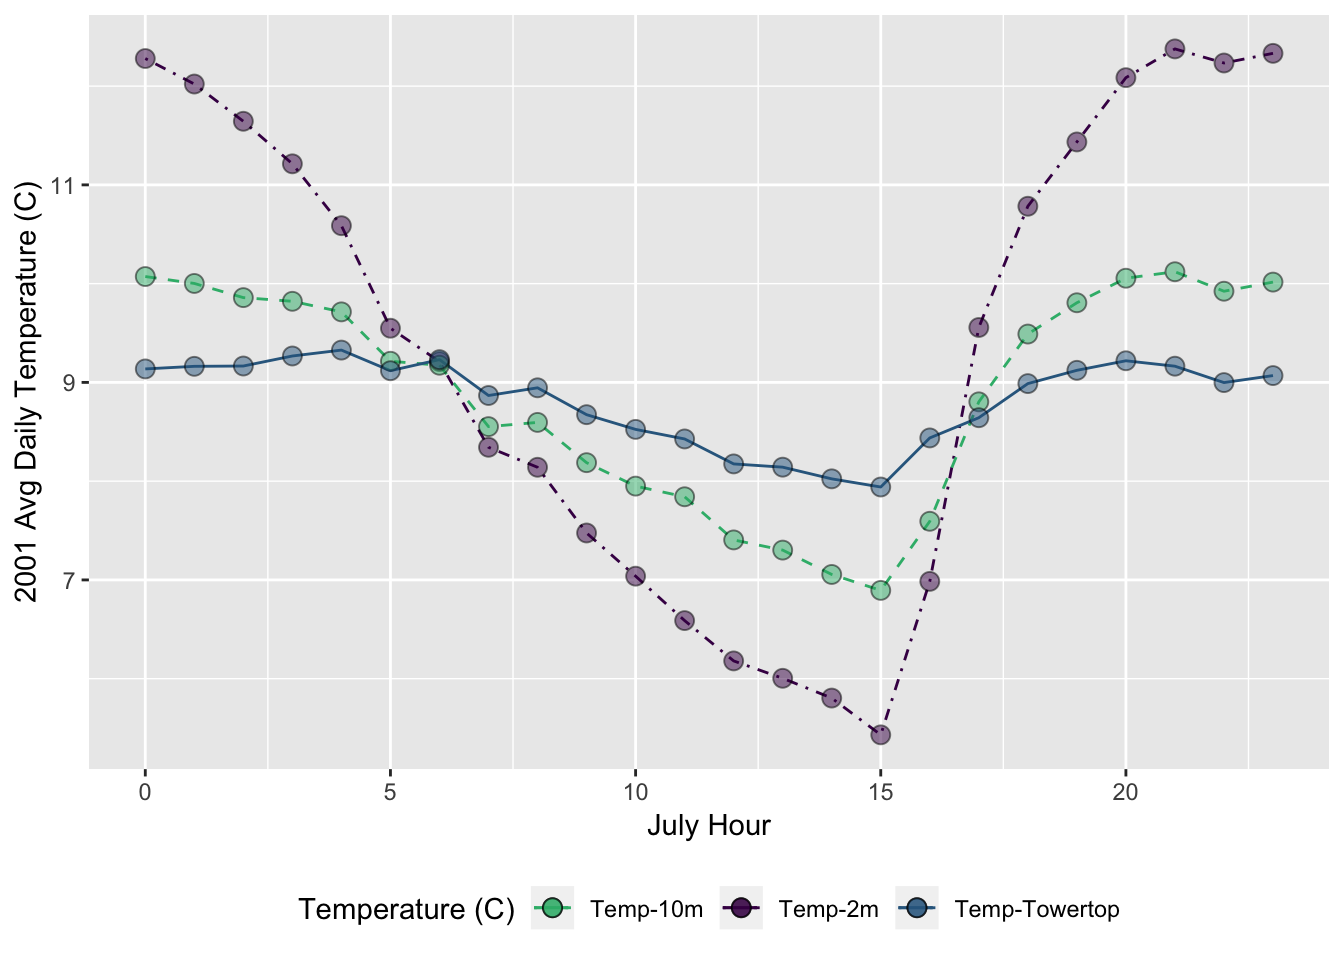 2001 Avg Daily Temperature (C)
11
9
7
0 5 10 15 20
July Hour
Temperature (C) Temp-10m Temp-2m Temp-Towertop